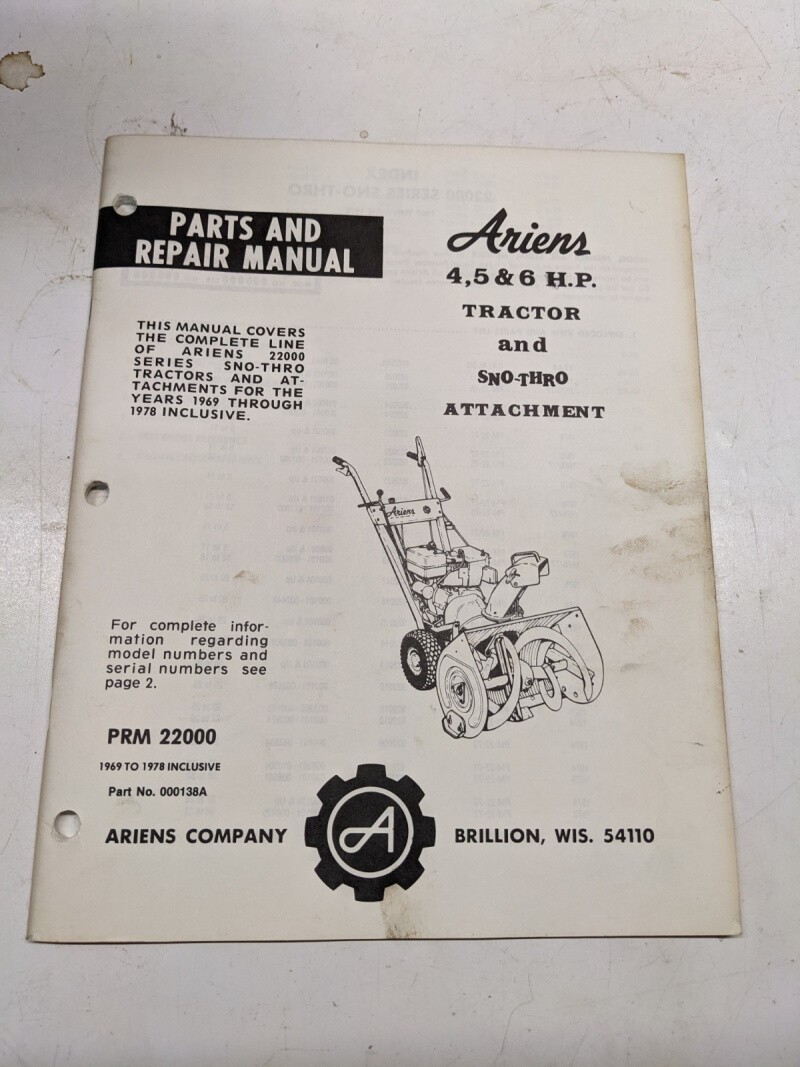 PARTS AND
REPAIR MANUAL
THIS MANUAL COVERS
THE COMPLETE LINE
OF ARIENS 22000
SERIES SNO-THRO
TRACTORS AND AT-
TACHMENTS FOR THE
YEARS 1969 THROUGH
1978 INCLUSIVE.
Ariens
4,5 & 6 H.P.
TRACTOR
and
SNO-THRO
ATTACHMENT
Ariens
For complete infor-
mation regarding
model numbers and
serial numbers see
page 2.
PRM 22000
1969 TO 1978 INCLUSIVE
Part No. 000138A
ARIENS COMPANY
A
BRILLION, WIS. 54110